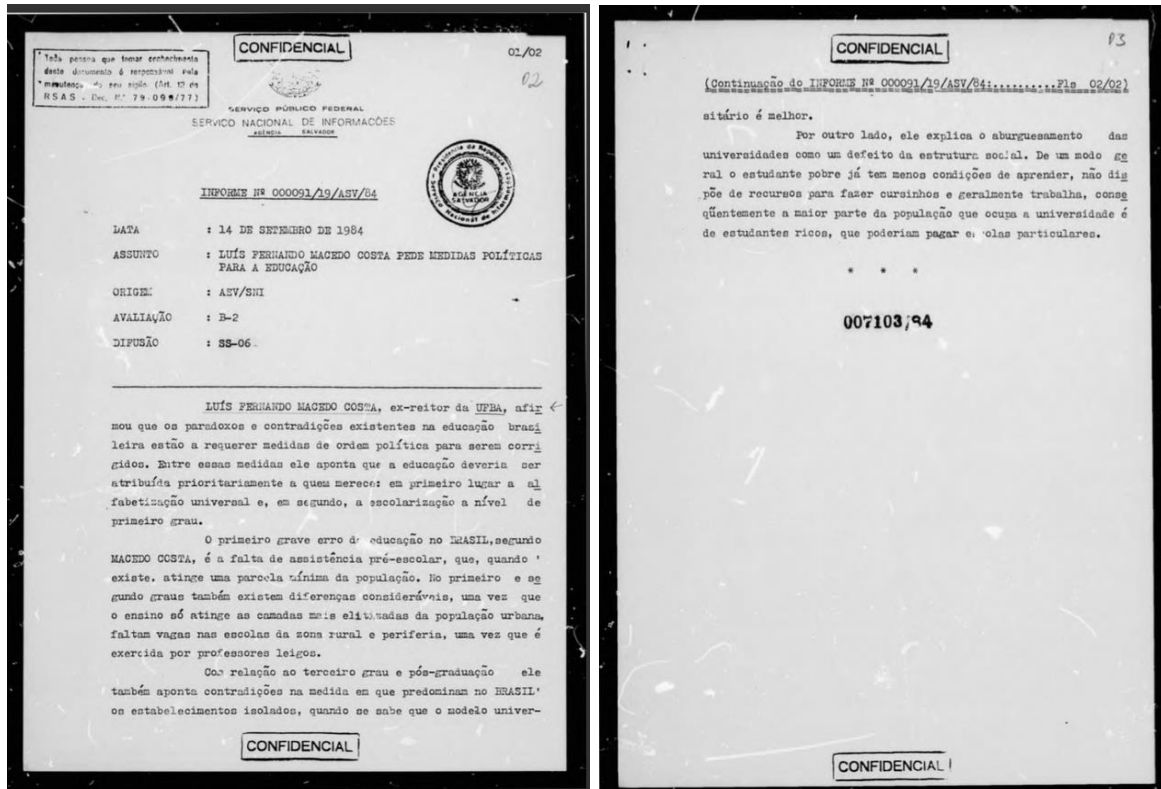 CONFIDENCIAL
01/02
02
Toda pessoa que tomar conhecimento
deste documento é responsável pela
manutenção do seu sigilo. (Art. 12 do
RSAS - Dec. N.º 79.099/77)
SERVIÇO PÚBLICO FEDERAL
SERVIÇO NACIONAL DE INFORMAÇÕES
AGÊNCIA SALVADOR
Presidência da República
AGÊNCIA
SALVADOR
Serviço Nacional de Informações
INFORME Nº 000091/19/ASV/84
DATA : 14 DE SETEMBRO DE 1984
ASSUNTO : LUÍS FERNANDO MACEDO COSTA PEDE MEDIDAS POLÍTICAS
PARA A EDUCAÇÃO
ORIGEM : ASV/SNI
AVALIAÇÃO : B-2
DIFUSÃO : SS-06
LUÍS FERNANDO MACEDO COSTA, ex-reitor da UFBA, afir
mou que os paradoxos e contradições existentes na educação brasi
leira estão a requerer medidas de ordem política para serem corri
gidos. Entre essas medidas ele aponta que a educação deveria ser
atribuída prioritariamente a quem merece: em primeiro lugar a al
fabetização universal e, em segundo, a escolarização a nível de
primeiro grau.
O primeiro grave erro da educação no BRASIL, segundo
MACEDO COSTA, é a falta de assistência pré-escolar, que, quando '
existe, atinge uma parcela mínima da população. No primeiro e se
gundo graus também existem diferenças consideráveis, uma vez que
o ensino só atinge as camadas mais elitizadas da população urbana,
faltam vagas nas escolas da zona rural e periferia, uma vez que é
exercida por professores leigos.
Com relação ao terceiro grau e pós-graduação ele
também aponta contradições na medida em que predominam no BRASIL'
os estabelecimentos isolados, quando se sabe que o modelo univer-
CONFIDENCIAL
CONFIDENCIAL
03
(Continuação do INFORME Nº 000091/19/ASV/84:..........Fls 02/02)
sitário é melhor.
Por outro lado, ele explica o aburguesamento das
universidades como um defeito da estrutura social. De um modo ge
ral o estudante pobre já tem menos condições de aprender, não dis
põe de recursos para fazer cursinhos e geralmente trabalha, conse
qüentemente a maior parte da população que ocupa a universidade é
de estudantes ricos, que poderiam pagar escolas particulares.
* * *
007103/84
CONFIDENCIAL